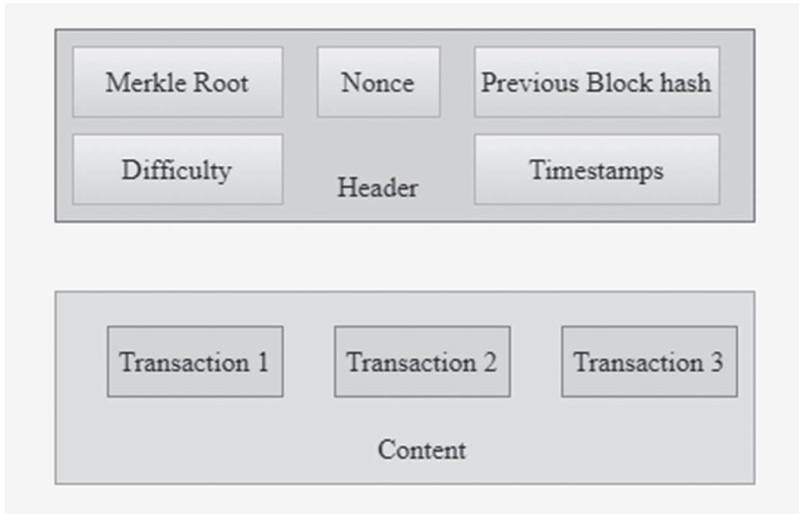 Merkle Root
Nonce
Previous Block hash
Difficulty
Header
Timestamps
Transaction 1
Transaction 2
Transaction 3
Content